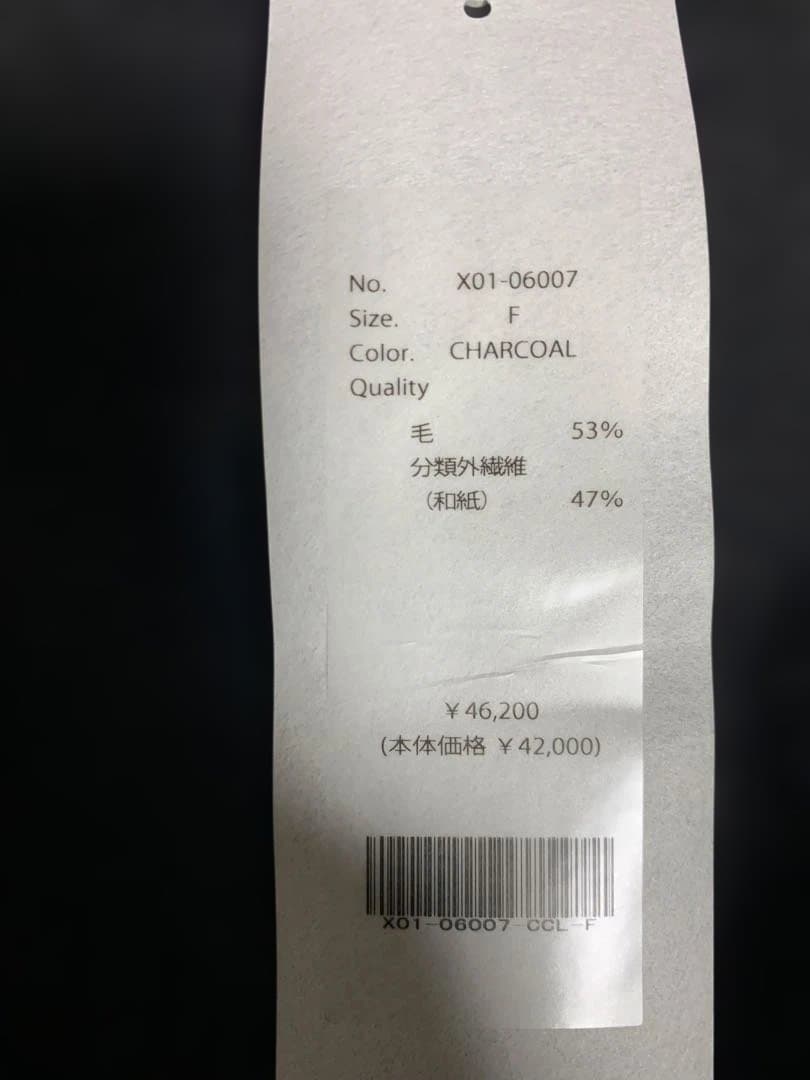 No. X01-06007
Size. F
Color. CHARCOAL
Quality
毛 53%
分類外繊維
（和紙） 47%
¥46,200
(本体価格 ¥42,000)
X01-06007-CCL-F